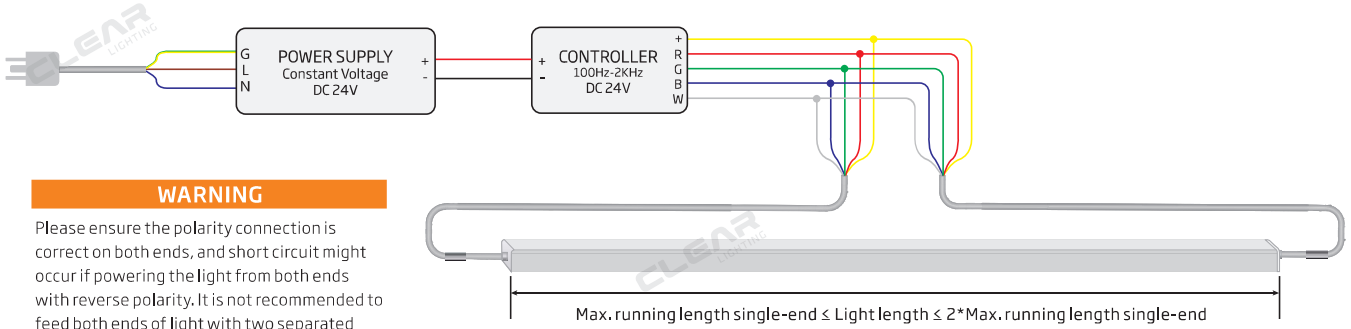 CLEAR
LIGHTING
G
L
N
POWER SUPPLY
Constant Voltage
DC 24V
+
-
+
-
CONTROLLER
100Hz-2KHz
DC 24V
+
R
G
B
W
WARNING
Please ensure the polarity connection is
correct on both ends, and short circuit might
occur if powering the light from both ends
with reverse polarity. It is not recommended to
feed both ends of light with two separated
CLEAR
LIGHTING
Max. running length single-end ≤ Light length ≤ 2*Max. running length single-end